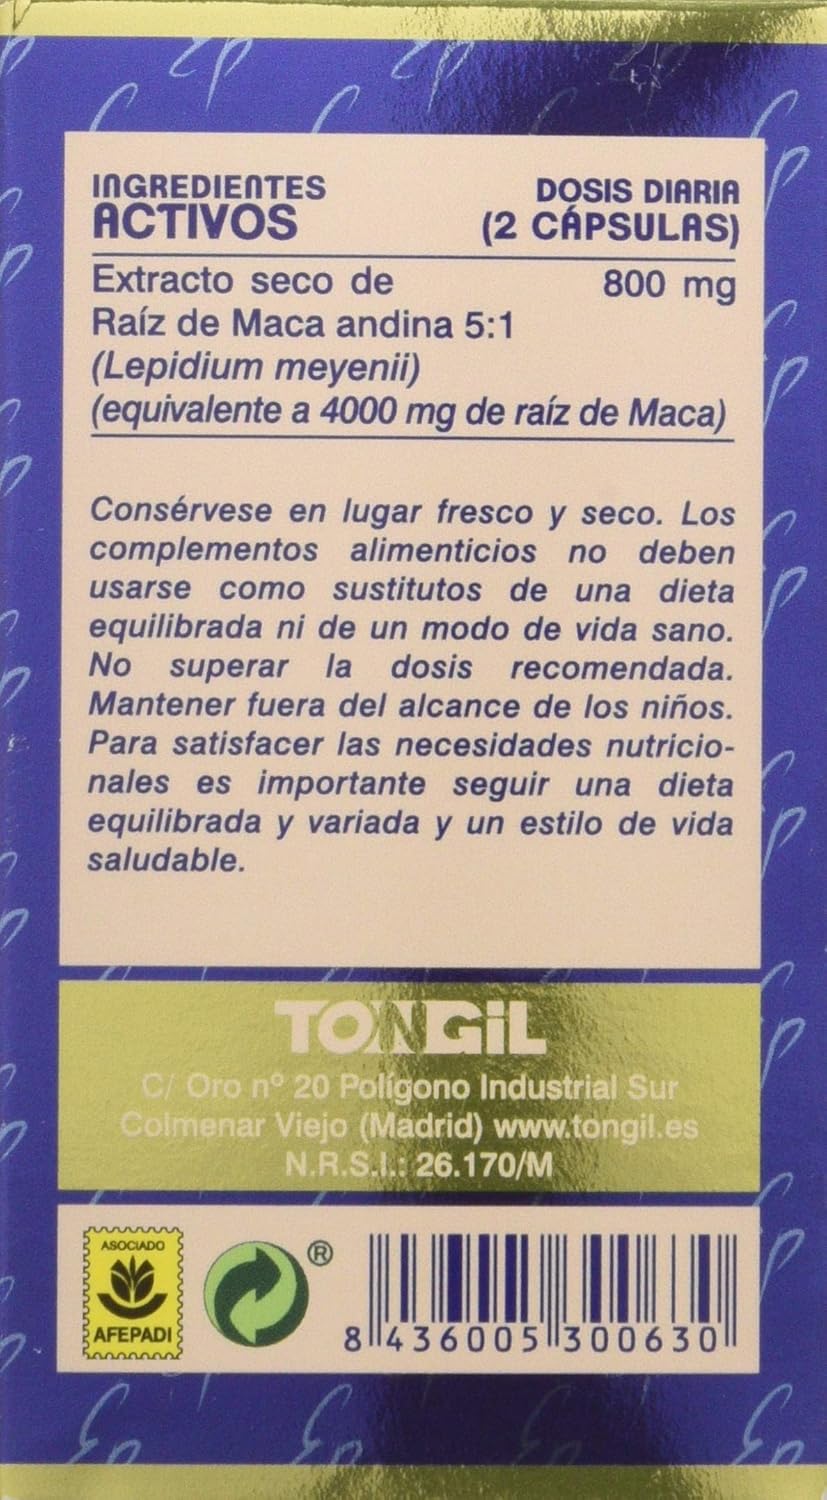 INGREDIENTES
ACTIVOS
DOSIS DIARIA
(2 CÁPSULAS)
Extracto seco de 800 mg
Raíz de Maca andina 5:1
(Lepidium meyenii)
(equivalente a 4000 mg de raíz de Maca)
Consérvese en lugar fresco y seco. Los
complementos alimenticios no deben
usarse como sustitutos de una dieta
equilibrada ni de un modo de vida sano.
No superar la dosis recomendada.
Mantener fuera del alcance de los niños.
Para satisfacer las necesidades nutricio-
nales es importante seguir una dieta
equilibrada y variada y un estilo de vida
saludable.
TONGiL
C/ Oro nº 20 Polígono Industrial Sur
Colmenar Viejo (Madrid) www.tongil.es
N.R.S.I.: 26.170/M
ASOCIADO
AFEPADI
®
8 436005 300630